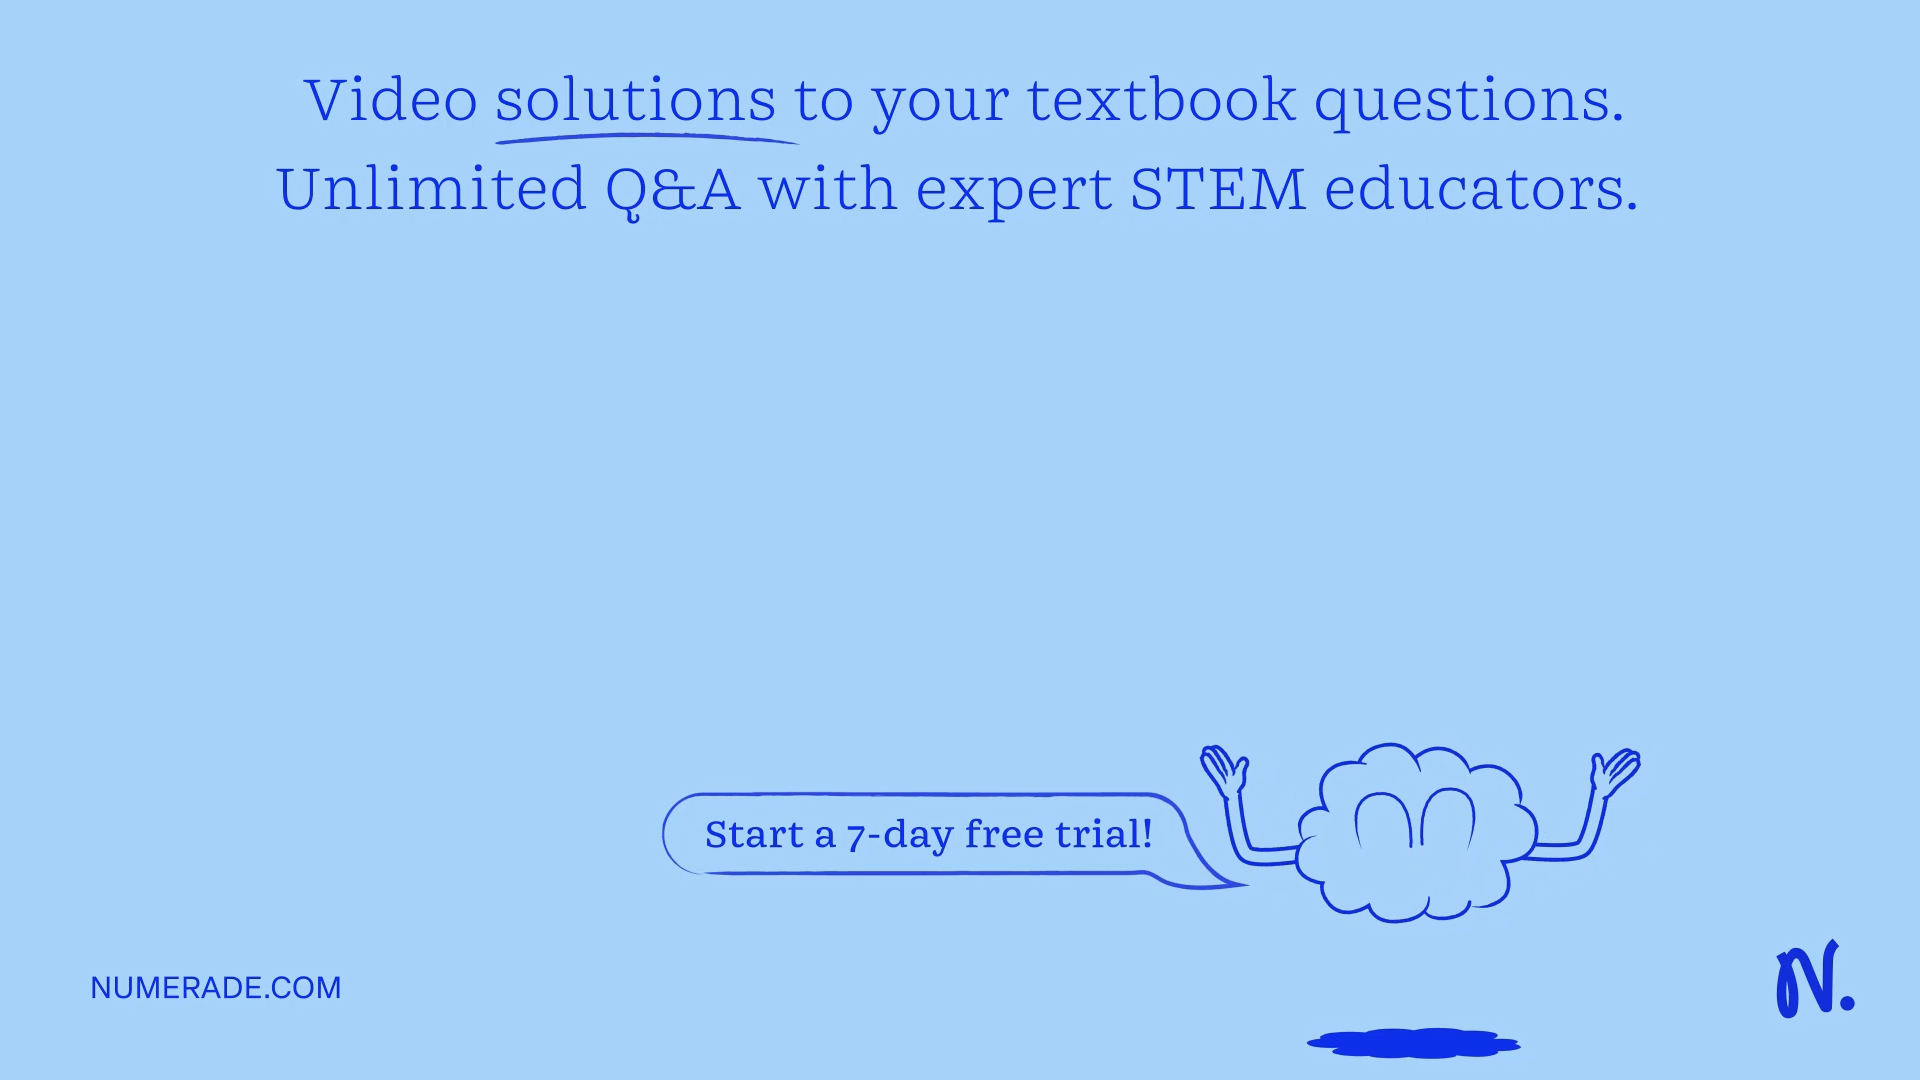 Video solutions to your textbook questions.
Unlimited Q&A with expert STEM educators.
Start a 7-day free trial!
NUMERADE.COM
N.